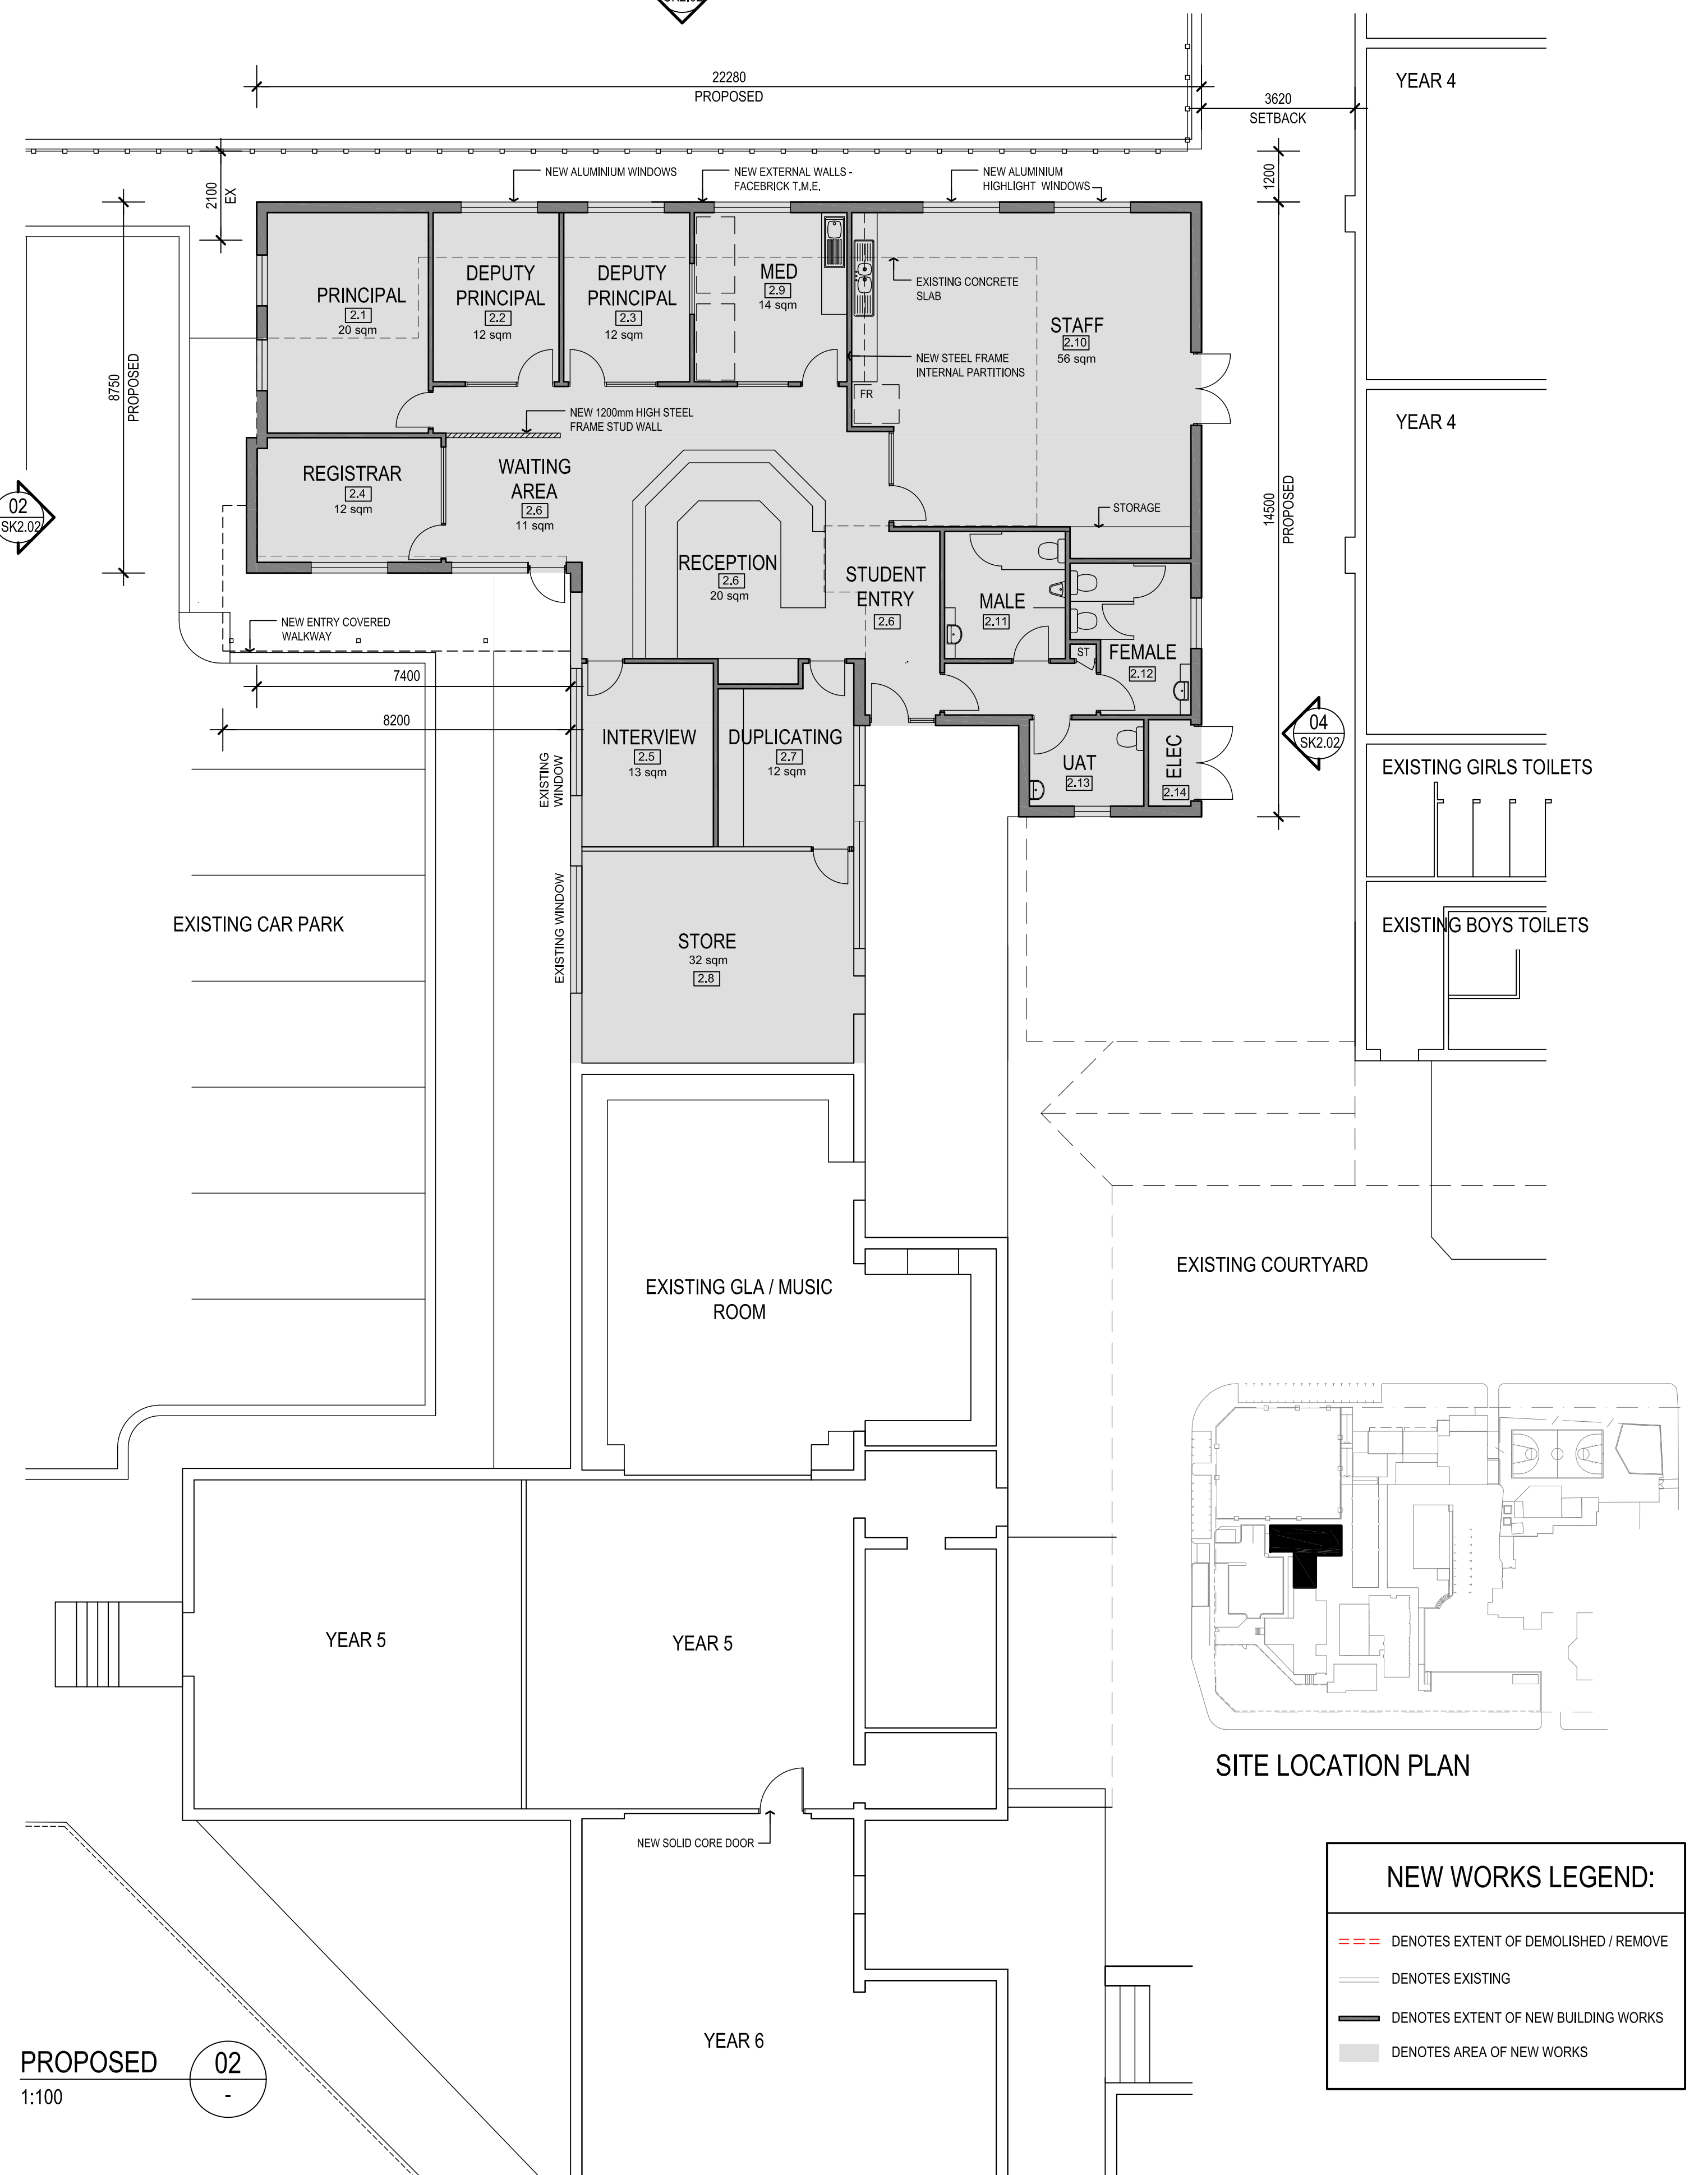 22280
PROPOSED
3620
SETBACK
YEAR 4
2100
EX
1200
NEW ALUMINIUM WINDOWS
NEW EXTERNAL WALLS -
FACEBRICK T.M.E.
NEW ALUMINIUM
HIGHLIGHT WINDOWS
8750
PROPOSED
PRINCIPAL
2.1
20 sqm
DEPUTY
PRINCIPAL
2.2
12 sqm
DEPUTY
PRINCIPAL
2.3
12 sqm
MED
2.9
14 sqm
EXISTING CONCRETE
SLAB
STAFF
2.10
56 sqm
NEW STEEL FRAME
INTERNAL PARTITIONS
FR
NEW 1200mm HIGH STEEL
FRAME STUD WALL
YEAR 4
REGISTRAR
2.4
12 sqm
WAITING
AREA
2.6
11 sqm
02
SK2.02
STORAGE
14500
PROPOSED
RECEPTION
2.6
20 sqm
STUDENT
ENTRY
2.6
MALE
2.11
ST
FEMALE
2.12
NEW ENTRY COVERED
WALKWAY
7400
8200
INTERVIEW
2.5
13 sqm
DUPLICATING
2.7
12 sqm
UAT
2.13
ELEC
2.14
04
SK2.02
EXISTING
WINDOW
EXISTING GIRLS TOILETS
EXISTING WINDOW
EXISTING CAR PARK
STORE
32 sqm
2.8
EXISTING BOYS TOILETS
EXISTING GLA / MUSIC
ROOM
EXISTING COURTYARD
YEAR 5
YEAR 5
SITE LOCATION PLAN
NEW SOLID CORE DOOR
NEW WORKS LEGEND:
DENOTES EXTENT OF DEMOLISHED / REMOVE
DENOTES EXISTING
DENOTES EXTENT OF NEW BUILDING WORKS
DENOTES AREA OF NEW WORKS
YEAR 6
PROPOSED
02
1:100
-